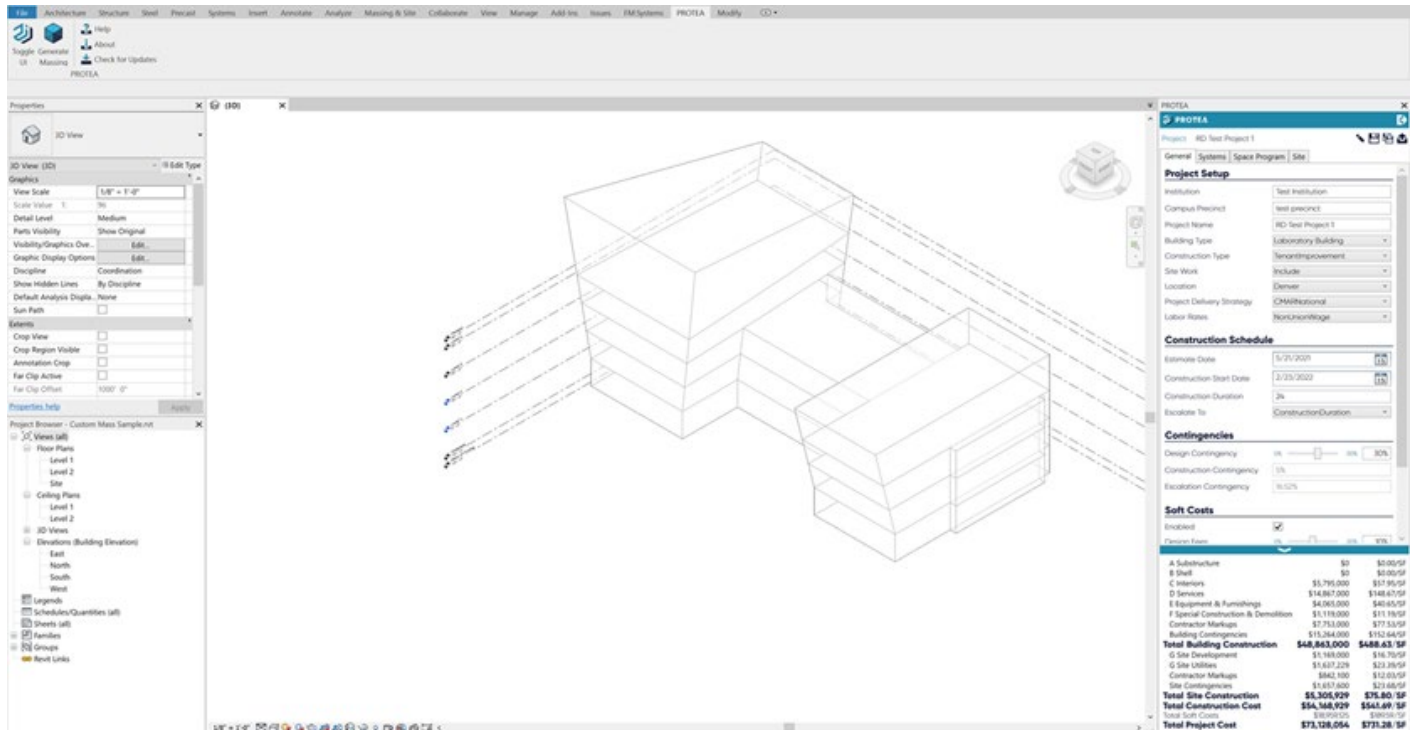 File Architecture Structure Steel Precast Systems Insert Annotate Analyze Massing & Site Collaborate View Manage Add-Ins Issues FM:Systems PROTEA Modify
Toggle UI
Generate Massing
Help
About
Check for Updates
PROTEA
Properties
3D View
3D View: {3D}
Edit Type
Graphics
View Scale 1/8" = 1'-0"
Scale Value 1: 96
Detail Level Medium
Parts Visibility Show Original
Visibility/Graphics Ove... Edit...
Graphic Display Options Edit...
Discipline Coordination
Show Hidden Lines By Discipline
Default Analysis Displa... None
Sun Path
Extents
Crop View
Crop Region Visible
Annotation Crop
Far Clip Active
Far Clip Offset 1000' 0"
Properties help Apply
Project Browser - Custom Mass Sample.rvt
Views (all)
Floor Plans
Level 1
Level 2
Site
Ceiling Plans
Level 1
Level 2
3D Views
Elevations (Building Elevation)
East
North
South
West
Legends
Schedules/Quantities (all)
Sheets (all)
Families
Groups
Revit Links
{3D}
1/8" = 1'-0"
PROTEA
PROTEA
Project RD Test Project 1
General Systems Space Program Site
Project Setup
Institution Test Institution
Campus Precinct test precinct
Project Name RD Test Project 1
Building Type Laboratory Building
Construction Type TenantImprovement
Site Work Include
Location Denver
Project Delivery Strategy CMARNational
Labor Rates NonUnionWage
Construction Schedule
Estimate Date 5/21/2021
Construction Start Date 2/23/2022
Construction Duration 24
Escalate To ConstructionDuration
Contingencies
Design Contingency 30%
Construction Contingency 5%
Escalation Contingency 16.52%
Soft Costs
Enabled
Design Fees 10%
A Substructure $0 $0.00/SF
B Shell $0 $0.00/SF
C Interiors $5,795,000 $57.95/SF
D Services $14,867,000 $148.67/SF
E Equipment & Furnishings $4,065,000 $40.65/SF
F Special Construction & Demolition $1,119,000 $11.19/SF
Contractor Markups $7,753,000 $77.53/SF
Building Contingencies $15,264,000 $152.64/SF
Total Building Construction $48,863,000 $488.63/SF
G Site Development $1,169,000 $16.70/SF
G Site Utilities $1,637,229 $23.39/SF
Contractor Markups $842,100 $12.03/SF
Site Contingencies $1,657,600 $23.68/SF
Total Site Construction $5,305,929 $75.80/SF
Total Construction Cost $54,168,929 $541.69/SF
Total Soft Costs
Total Project Cost $73,128,054 $731.28/SF